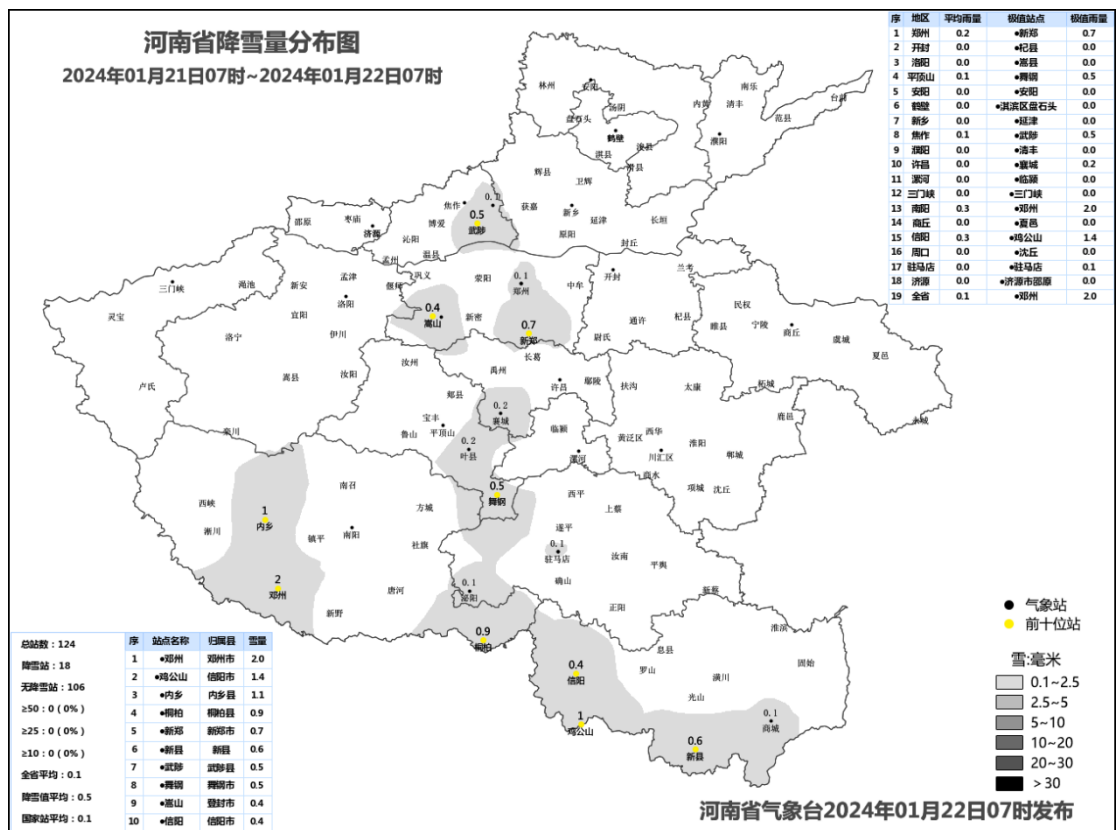 河南省降雪量分布图
2024年01月21日07时~2024年01月22日07时
序 地区 平均雨量 极值站点 极值雨量
1 郑州 0.2 •新郑 0.7
2 开封 0.0 •杞县 0.0
3 洛阳 0.0 •嵩县 0.0
4 平顶山 0.1 •舞钢 0.5
5 安阳 0.0 •安阳 0.0
6 鹤壁 0.0 •淇滨区盘石头 0.0
7 新乡 0.0 •延津 0.0
8 焦作 0.1 •武陟 0.5
9 濮阳 0.0 •清丰 0.0
10 许昌 0.0 •襄城 0.2
11 漯河 0.0 •临颍 0.0
12 三门峡 0.0 •三门峡 0.0
13 南阳 0.3 •邓州 2.0
14 商丘 0.0 •夏邑 0.0
15 信阳 0.3 •鸡公山 1.4
16 周口 0.0 •沈丘 0.0
17 驻马店 0.0 •驻马店 0.1
18 济源 0.0 •济源市邵原 0.0
19 全省 0.1 •邓州 2.0
林州
安阳
汤阴
内黄
南乐
清丰
台前
范县
盘石头
鹤壁
浚县
淇县
滑县
濮阳
辉县
卫辉
焦作
0.1
获嘉
新乡
延津
长垣
0.5
武陟
博爱
邵原
枣庙
济源
沁阳
原阳
封丘
温县
孟州
巩义
荥阳
0.1
郑州
中牟
开封
兰考
三门峡
渑池
新安
孟津
偃师
洛阳
宜阳
灵宝
0.4
嵩山
新密
0.7
新郑
尉氏
通许
杞县
民权
睢县
宁陵
商丘
虞城
夏邑
洛宁
伊川
长葛
汝州
禹州
许昌
鄢陵
扶沟
太康
柘城
卢氏
嵩县
汝阳
郏县
0.2
襄城
鹿邑
永城
栾川
宝丰
鲁山
平顶山
临颍
黄泛区
西华
淮阳
0.2
叶县
漯河
川汇区
郸城
商水
项城
沈丘
南召
0.5
舞钢
西平
西峡
方城
上蔡
1
内乡
淅川
镇平
南阳
社旗
遂平
0.1
驻马店
汝南
平舆
2
邓州
新野
唐河
0.1
泌阳
确山
正阳
新蔡
0.9
桐柏
息县
淮滨
0.4
信阳
罗山
潢川
固始
光山
1
鸡公山
0.6
新县
0.1
商城
总站数：124
降雪站：18
无降雪站：106
≥50：0（0%）
≥25：0（0%）
≥10：0（0%）
全省平均：0.1
降雪值平均：0.5
国家站平均：0.1
序 站点名称 归属县 雪量
1 •邓州 邓州市 2.0
2 •鸡公山 信阳市 1.4
3 •内乡 内乡县 1.1
4 •桐柏 桐柏县 0.9
5 •新郑 新郑市 0.7
6 •新县 新县 0.6
7 •武陟 武陟县 0.5
8 •舞钢 舞钢市 0.5
9 •嵩山 登封市 0.4
10 •信阳 信阳市 0.4
气象站
前十位站
雪:毫米
0.1~2.5
2.5~5
5~10
10~20
20~30
＞30
河南省气象台2024年01月22日07时发布